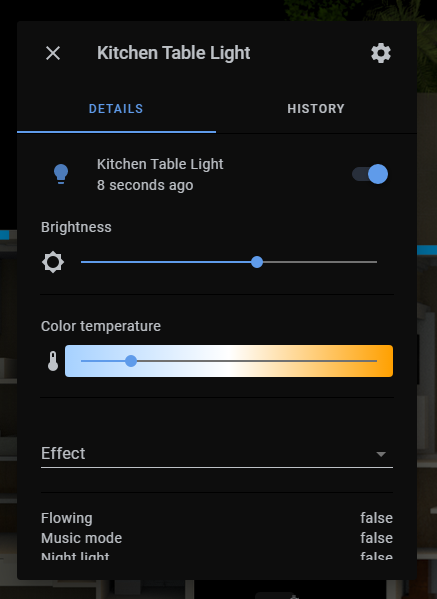 Kitchen Table Light
DETAILS
HISTORY
Kitchen Table Light
8 seconds ago
Brightness
Color temperature
Effect
Flowing false
Music mode false
Night light false